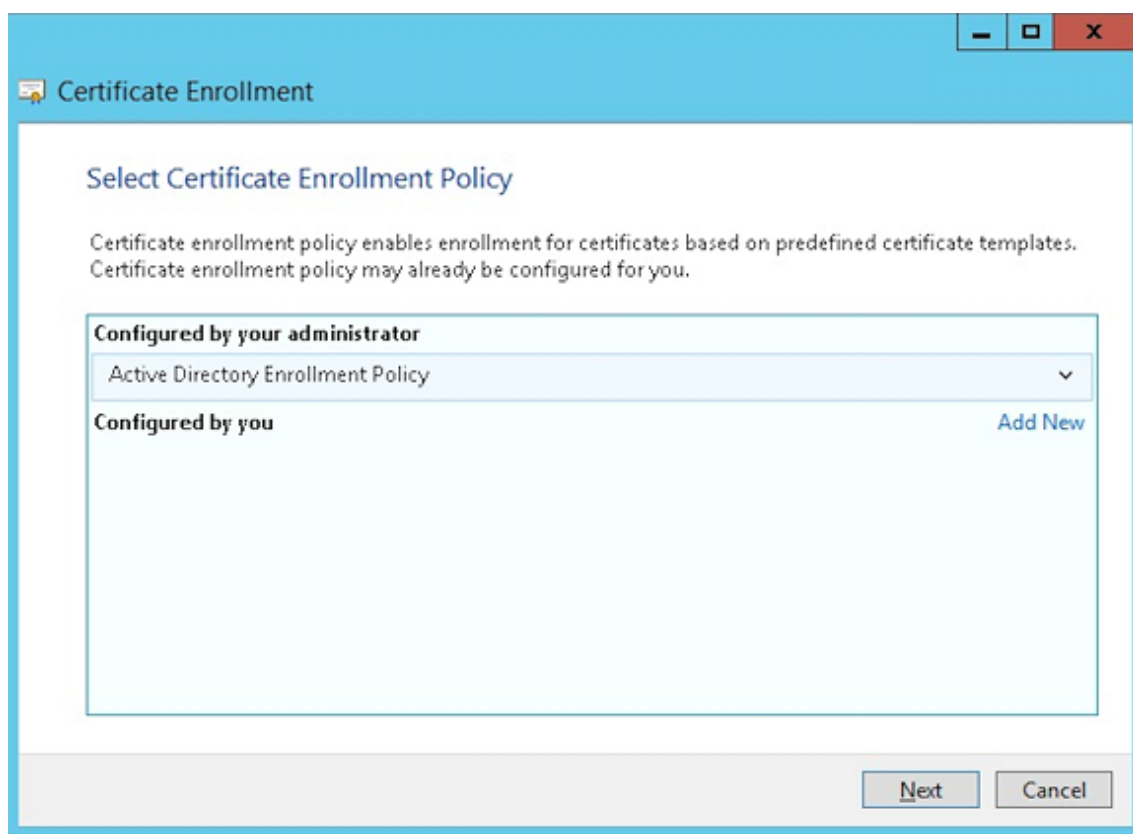 Certificate Enrollment
Select Certificate Enrollment Policy
Certificate enrollment policy enables enrollment for certificates based on predefined certificate templates.
Certificate enrollment policy may already be configured for you.
Configured by your administrator
Active Directory Enrollment Policy
Configured by you Add New
Next Cancel